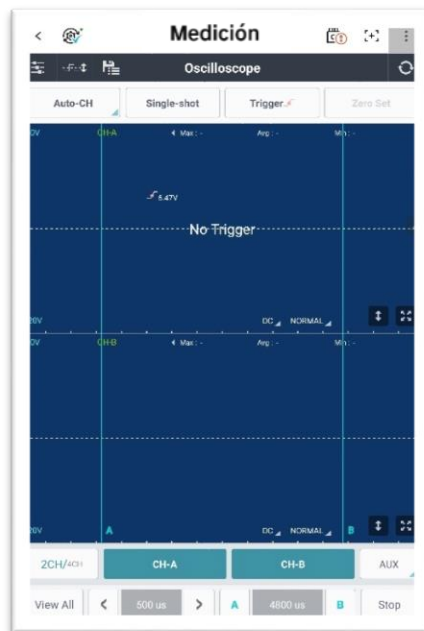 Medición
Oscilloscope
Auto-CH Single-shot Trigger Zero Set
0V CH-A Max : - Avg : - Min : -
5.47V
No Trigger
20V DC NORMAL
0V CH-B Max : - Avg : - Min : -
20V A DC NORMAL B
2CH/4CH CH-A CH-B AUX
View All < 500 us > A 4800 us B Stop